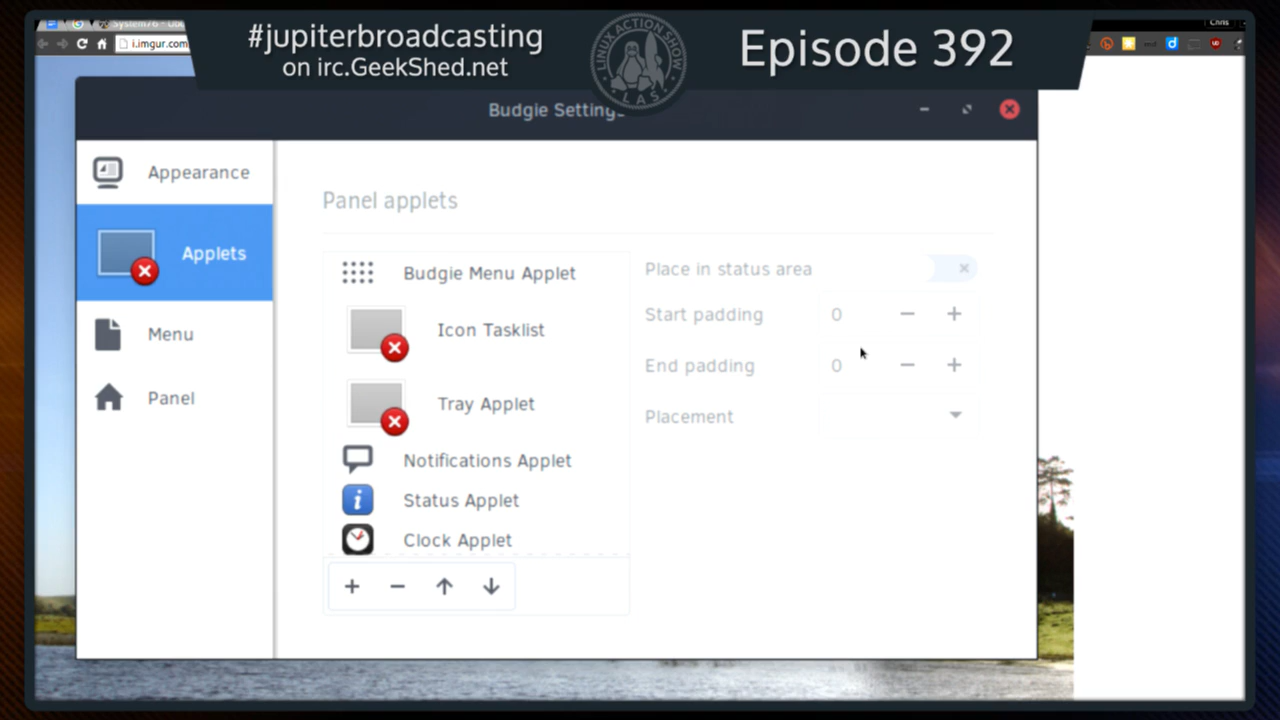 #jupiterbroadcasting
on irc.GeekShed.net
LINUX ACTION SHOW
LAS
Episode 392
Chris
i.imgur.com
Budgie Settings
Appearance
Applets
Menu
Panel
Panel applets
Budgie Menu Applet
Icon Tasklist
Tray Applet
Notifications Applet
Status Applet
Clock Applet
Place in status area
Start padding
0
End padding
0
Placement